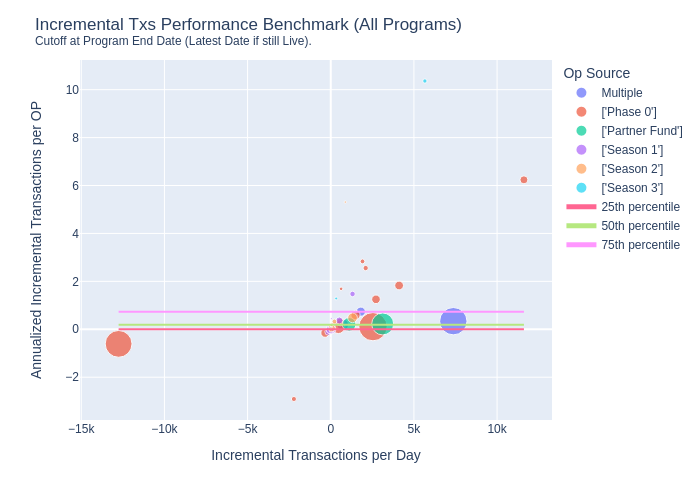 Incremental Txs Performance Benchmark (All Programs)
Cutoff at Program End Date (Latest Date if still Live).
Annualized Incremental Transactions per OP
10
8
6
4
2
0
−2
−15k
−10k
−5k
0
5k
10k
Incremental Transactions per Day
Op Source
Multiple
['Phase 0']
['Partner Fund']
['Season 1']
['Season 2']
['Season 3']
25th percentile
50th percentile
75th percentile